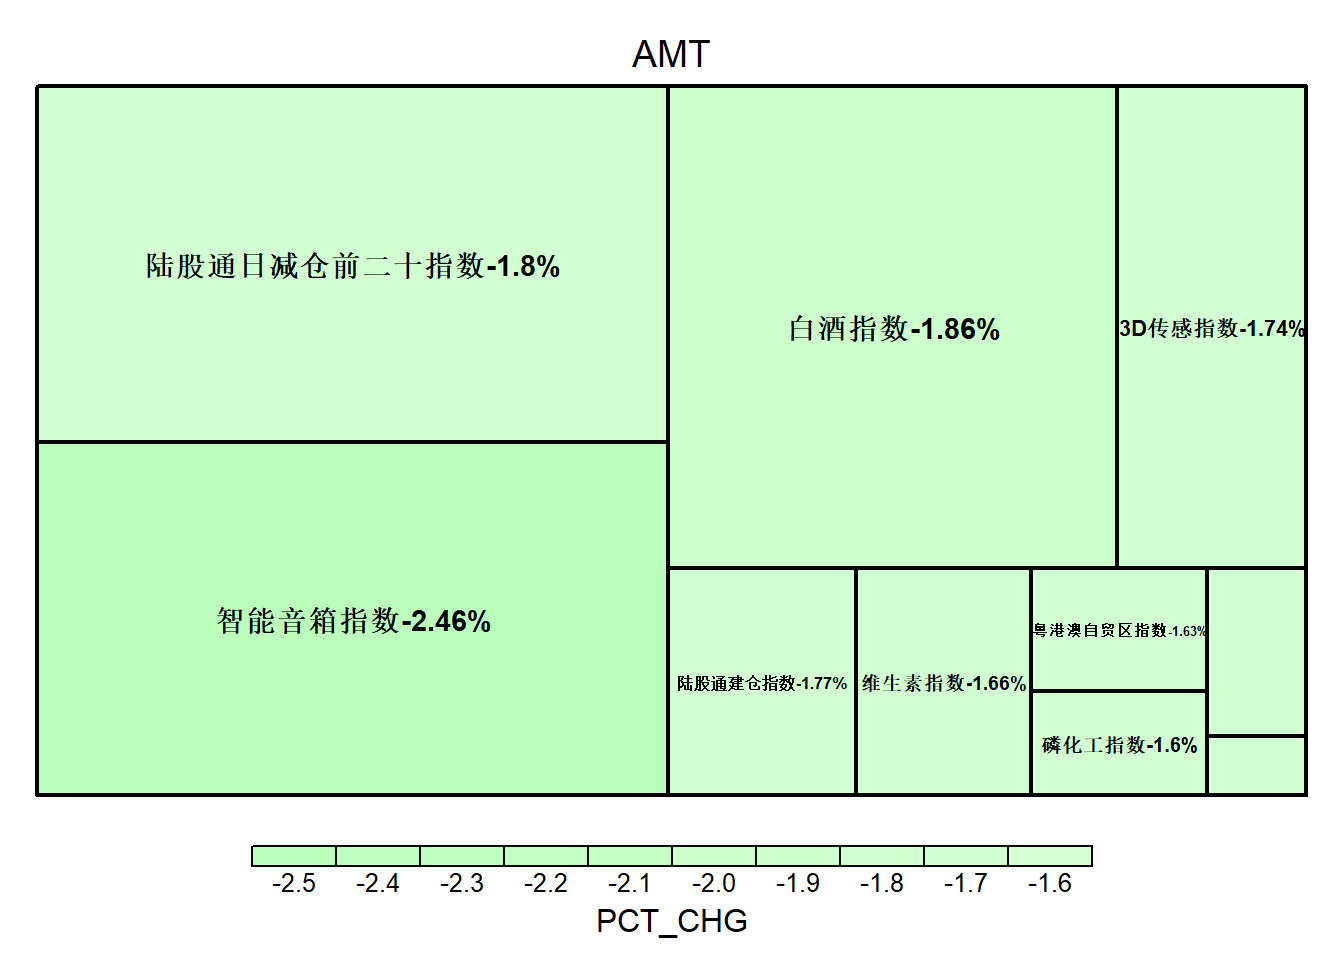 AMT
陆股通日减仓前二十指数-1.8%
白酒指数-1.86%
3D传感指数-1.74%
智能音箱指数-2.46%
陆股通建仓指数-1.77%
维生素指数-1.66%
粤港澳自贸区指数-1.63%
磷化工指数-1.6%
-2.5 -2.4 -2.3 -2.2 -2.1 -2.0 -1.9 -1.8 -1.7 -1.6
PCT_CHG